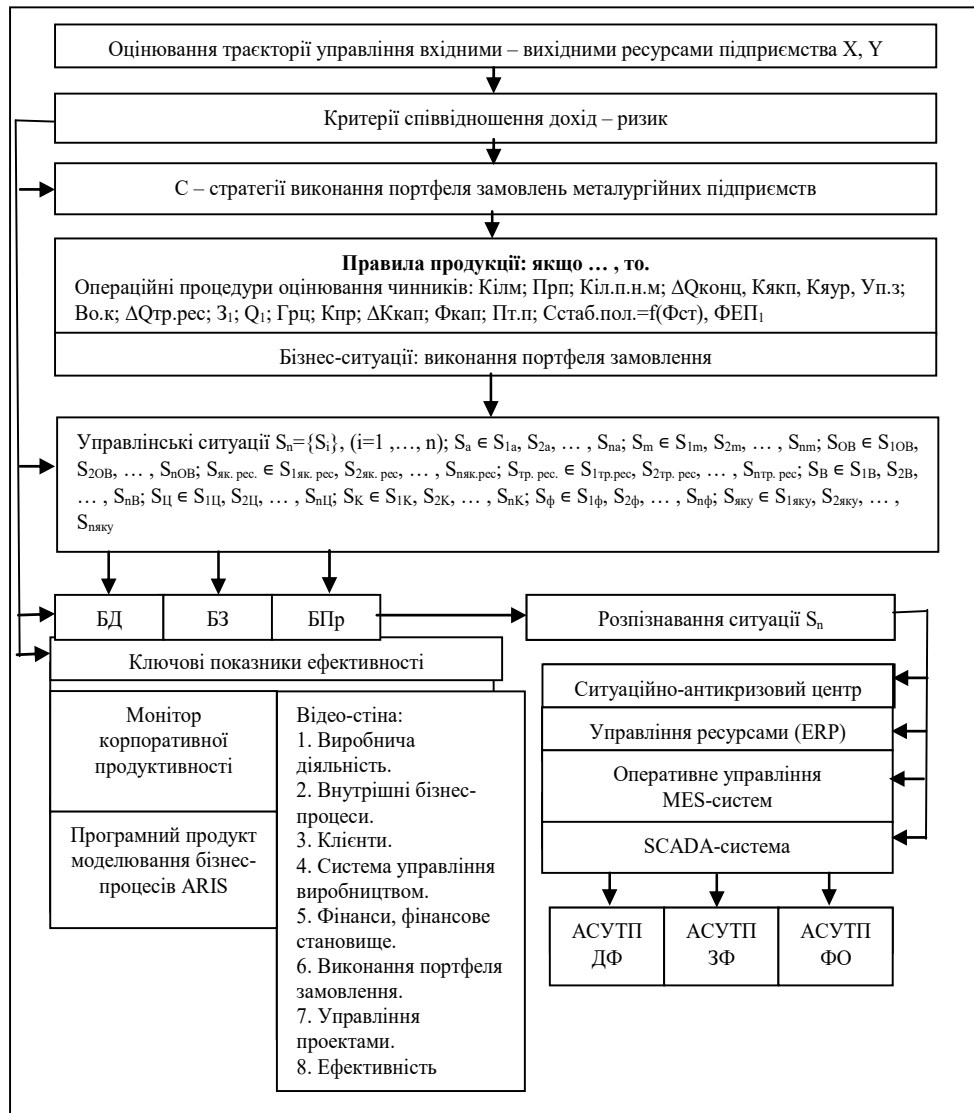 Оцінювання траєкторії управління вхідними – вихідними ресурсами підприємства X, Y
Критерії співвідношення дохід – ризик
С – стратегії виконання портфеля замовлень металургійних підприємств
Правила продукції: якщо … , то.
Операційні процедури оцінювання чинників: Кілм; Прп; Кіл.п.н.м; ∆Qконц, Кякп, Кяур, Уп.з;
Во.к; ∆Qтр.рес; З₁; Q₁; Грц; Кпр; ∆Ккап; Фкап; Пт.п; Сстаб.пол.=f(Фст), ФЕП₁
Бізнес-ситуації: виконання портфеля замовлення
Управлінські ситуації Sn={Si}, (i=1 ,…, n); Sa ∈ S1a, S2a, … , Sna; Sm ∈ S1m, S2m, … , Snm; SОВ ∈ S1ОВ,
S2ОВ, … , SnОВ; Sяк. рес. ∈ S1як. рес, S2як. рес, … , Snяк.рес; Sтр. рес. ∈ S1тр.рес, S2тр. рес, … , Snтр. рес; SВ ∈ S1В, S2В,
… , SnВ; SЦ ∈ S1Ц, S2Ц, … , SnЦ; SК ∈ S1К, S2К, … , SnК; Sф ∈ S1ф, S2ф, … , Snф; Sяку ∈ S1яку, S2яку, … ,
Snяку
БД
БЗ
БПр
Розпізнавання ситуації Sn
Ключові показники ефективності
Монітор
корпоративної
продуктивності
Програмний продукт
моделювання бізнес-
процесів ARIS
Відео-стіна:
1. Виробнича
діяльність.
2. Внутрішні бізнес-
процеси.
3. Клієнти.
4. Система управління
виробництвом.
5. Фінанси, фінансове
становище.
6. Виконання портфеля
замовлення.
7. Управління
проектами.
8. Ефективність
Ситуаційно-антикризовий центр
Управління ресурсами (ERP)
Оперативне управління
MES-систем
SCADA-система
АСУТП
ДФ
АСУТП
ЗФ
АСУТП
ФО